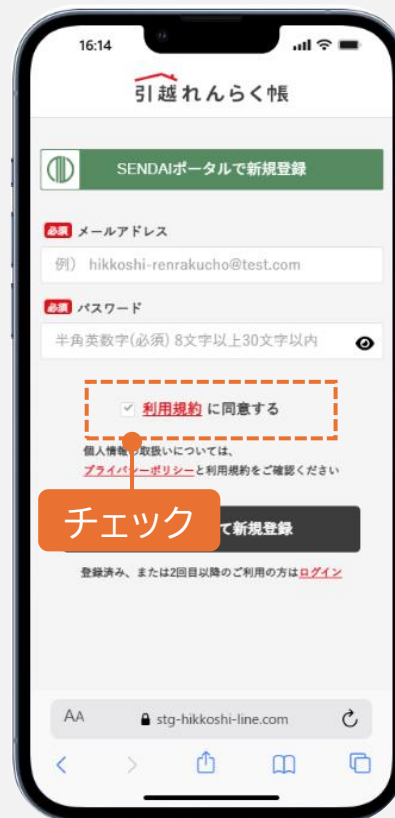 16:14
引越れんらく帳
SENDAIポータルで新規登録
必須 メールアドレス
例） hikkoshi-renrakucho@test.com
必須 パスワード
半角英数字(必須) 8文字以上30文字以内
利用規約 に同意する
個人情報の取扱いについては、
プライバシーポリシーと利用規約をご確認ください
チェック
て新規登録
登録済み、または2回目以降のご利用の方はログイン
AA
stg-hikkoshi-line.com